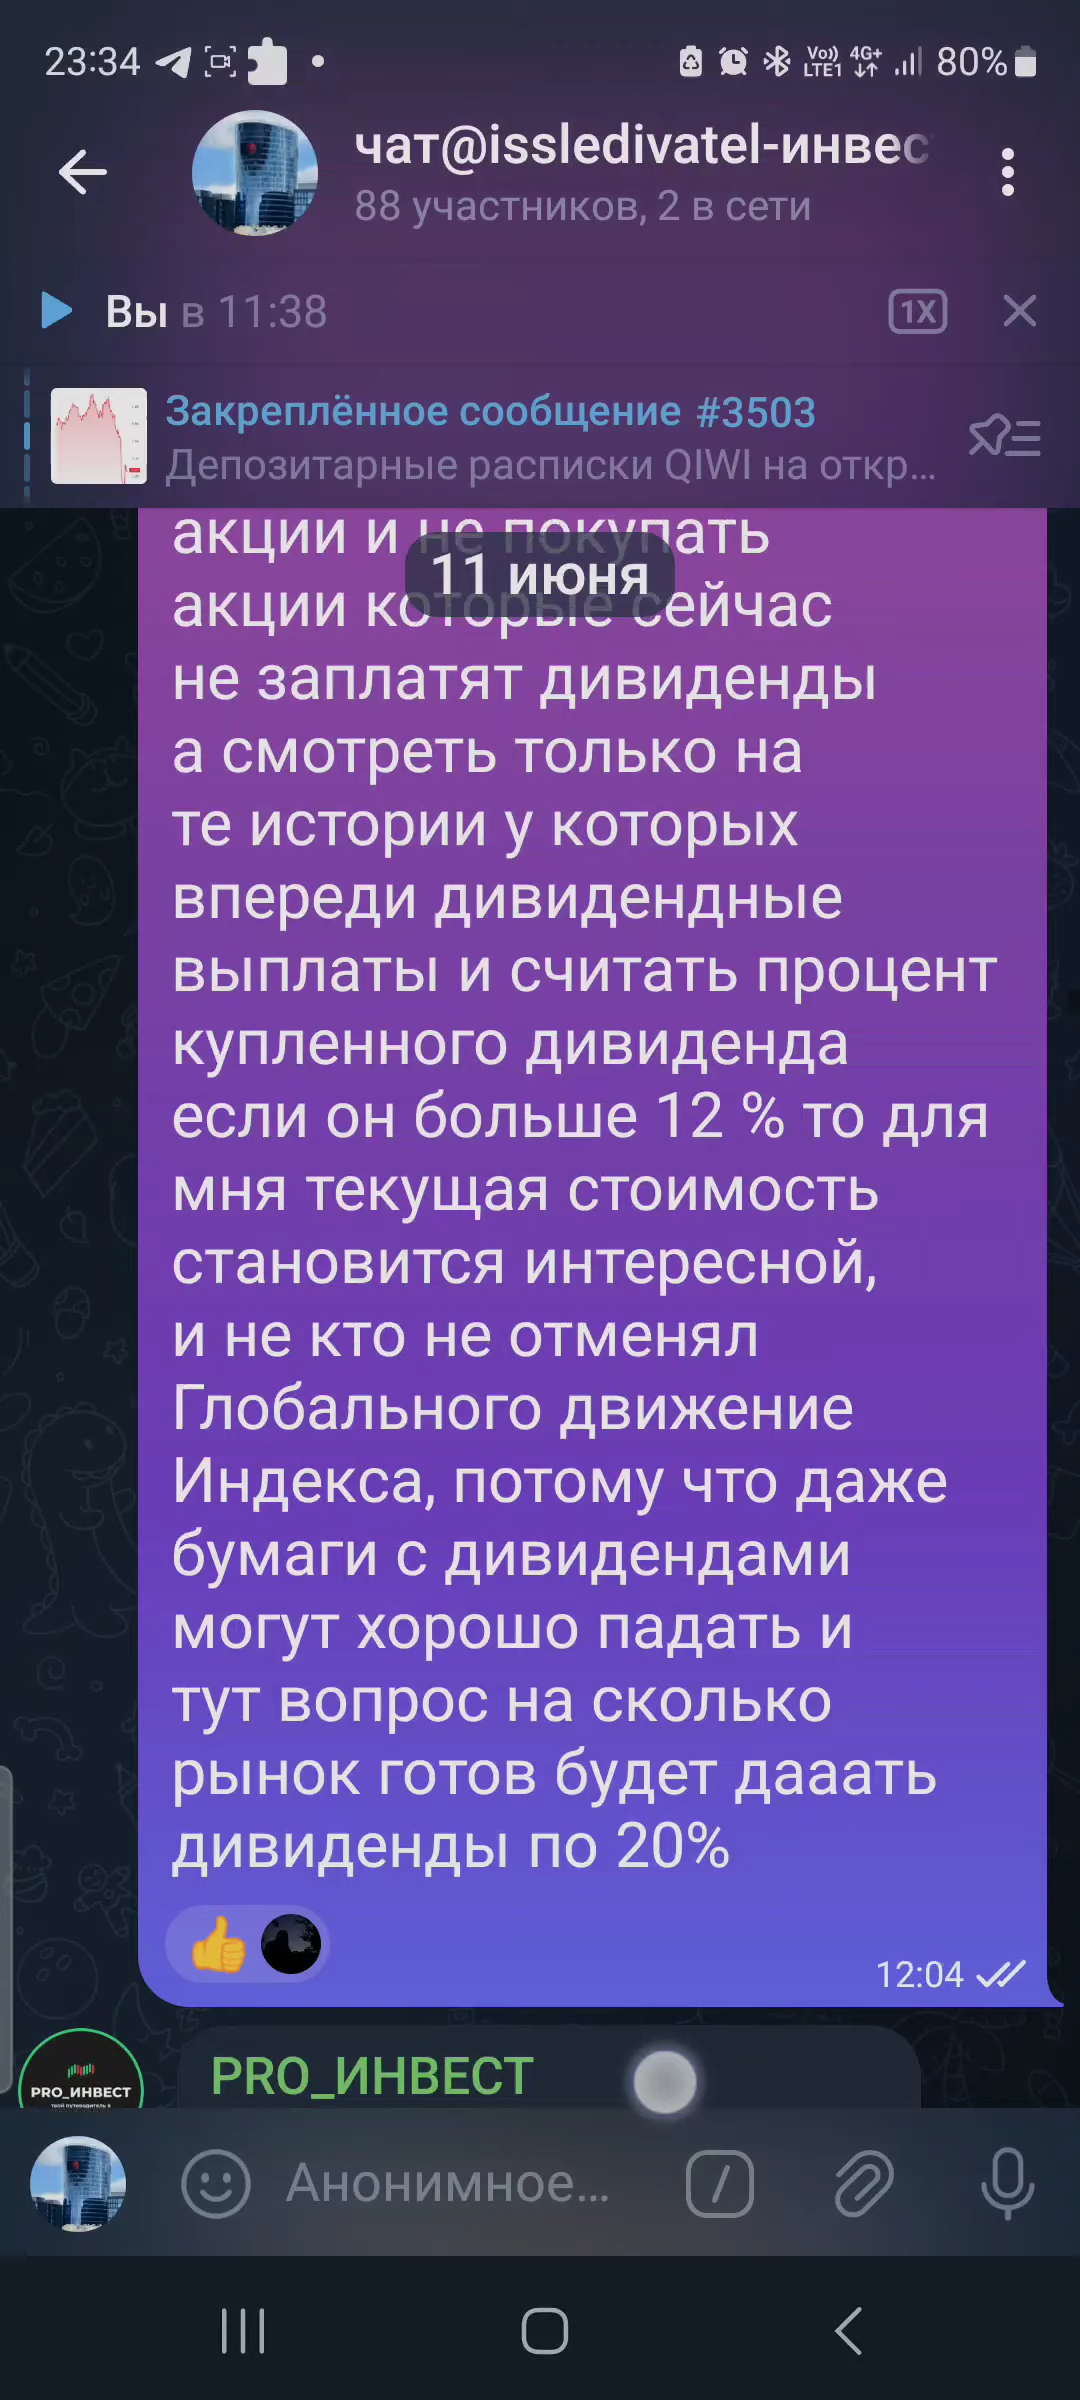 23:34
Vo)) LTE1 4G+ 80%
чат@issledivatel-инвес
88 участников, 2 в сети
Вы в 11:38 1X
Закреплённое сообщение #3503
Депозитарные расписки QIWI на откр...
11 июня
акции и не покупать
акции которые сейчас
не заплатят дивиденды
а смотреть только на
те истории у которых
впереди дивидендные
выплаты и считать процент
купленного дивиденда
если он больше 12 % то для
мня текущая стоимость
становится интересной,
и не кто не отменял
Глобального движение
Индекса, потому что даже
бумаги с дивидендами
могут хорошо падать и
тут вопрос на сколько
рынок готов будет дааать
дивиденды по 20%
12:04
PRO_ИНВЕСТ
PRO_ИНВЕСТ
Анонимное...